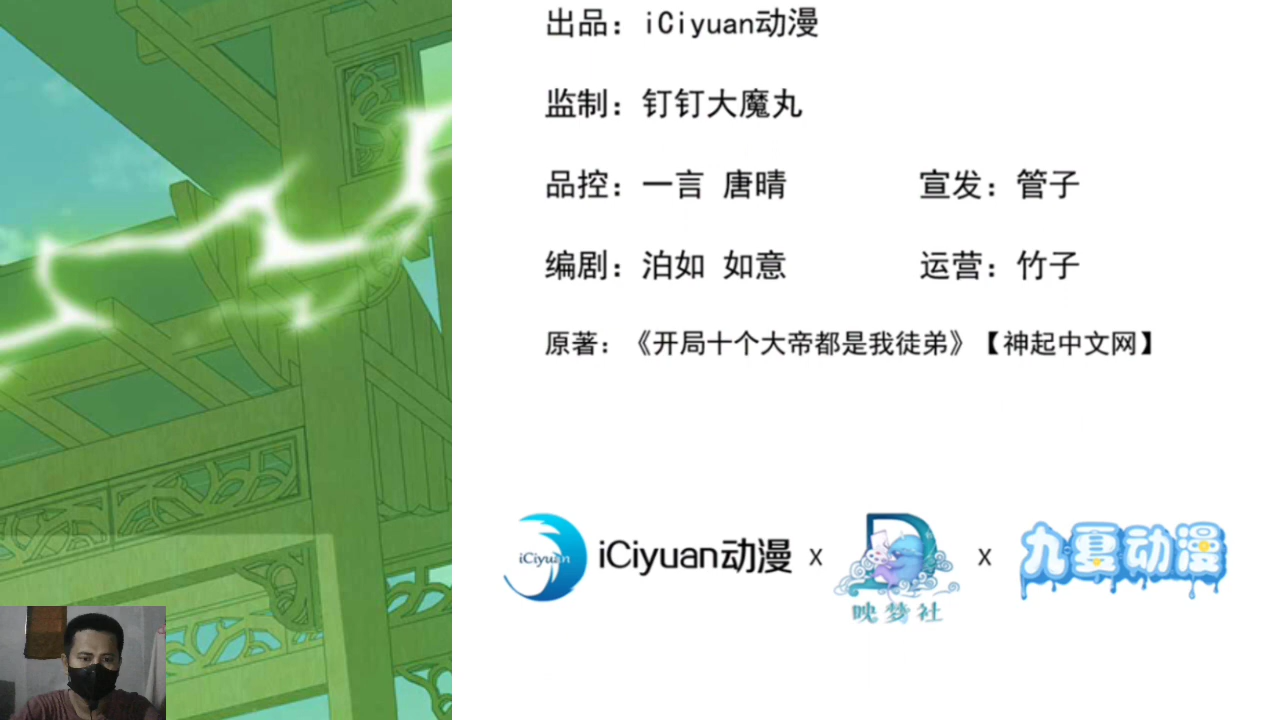 出品：iCiyuan动漫
监制：钉钉大魔丸
品控：一言 唐晴 宣发：管子
编剧：泊如 如意 运营：竹子
原著：《开局十个大帝都是我徒弟》【神起中文网】
iCiyuan iCiyuan动漫 x 映梦社 x 九夏动漫